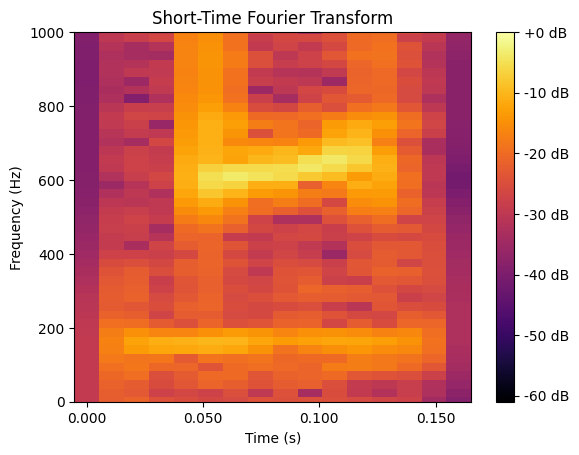 Short-Time Fourier Transform
1000
800
600
400
200
0
Frequency (Hz)
0.000
0.050
0.100
0.150
Time (s)
+0 dB
-10 dB
-20 dB
-30 dB
-40 dB
-50 dB
-60 dB